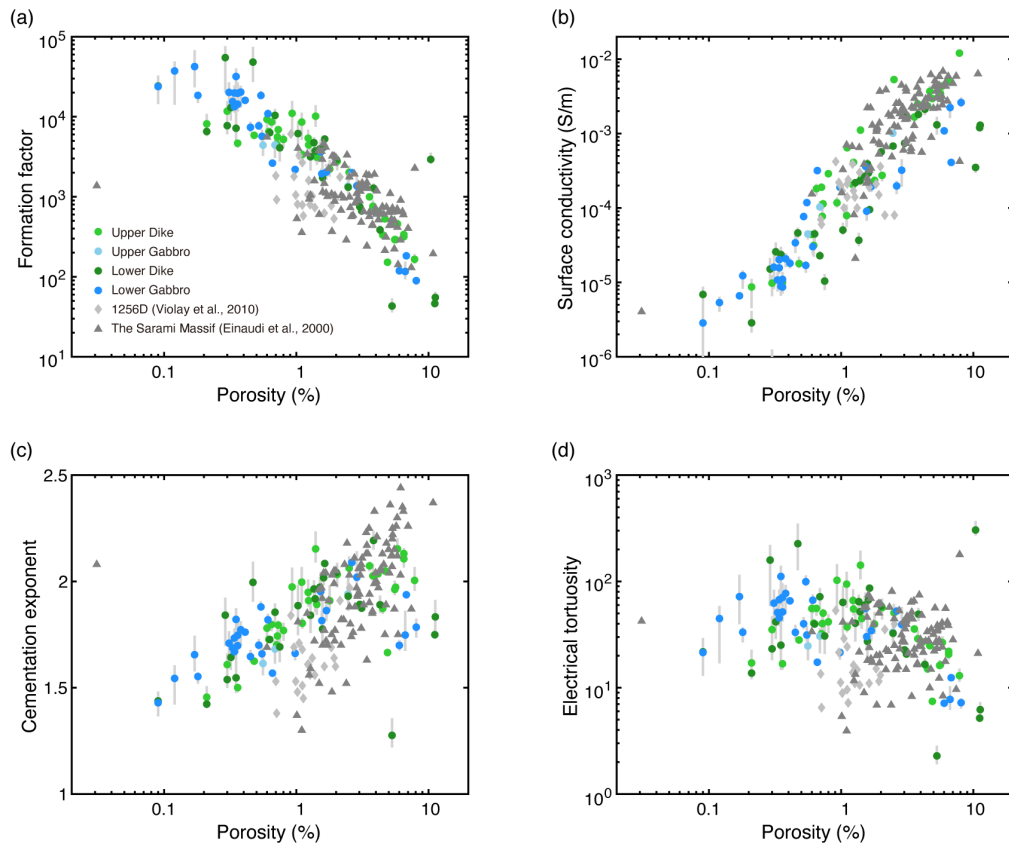 (a)
10^5
10^4
10^3
10^2
10^1
Formation factor
Upper Dike
Upper Gabbro
Lower Dike
Lower Gabbro
1256D (Violay et al., 2010)
The Sarami Massif (Einaudi et al., 2000)
0.1 1 10
Porosity (%)
(b)
10^-2
10^-3
10^-4
10^-5
10^-6
Surface conductivity (S/m)
0.1 1 10
Porosity (%)
(c)
2.5
2
1.5
1
Cementation exponent
0.1 1 10
Porosity (%)
(d)
10^3
10^2
10^1
10^0
Electrical tortuosity
0.1 1 10
Porosity (%)